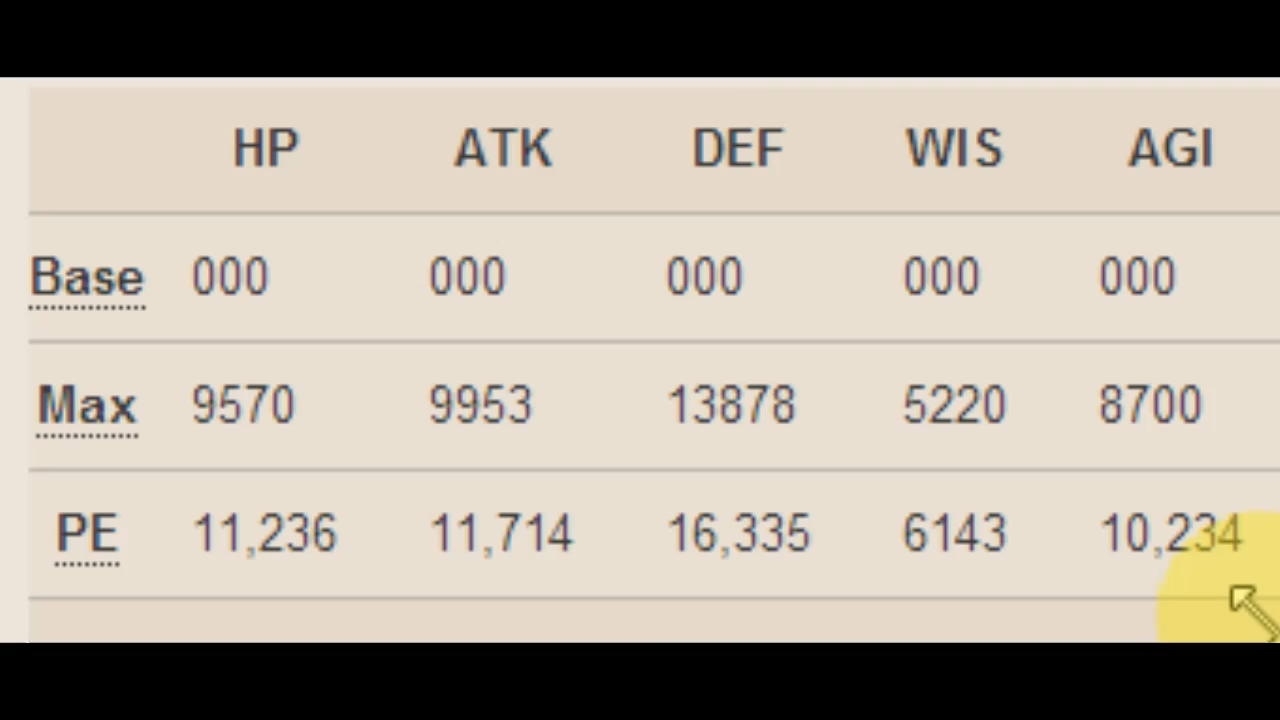 HP ATK DEF WIS AGI
Base 000 000 000 000 000
Max 9570 9953 13878 5220 8700
PE 11,236 11,714 16,335 6143 10,234